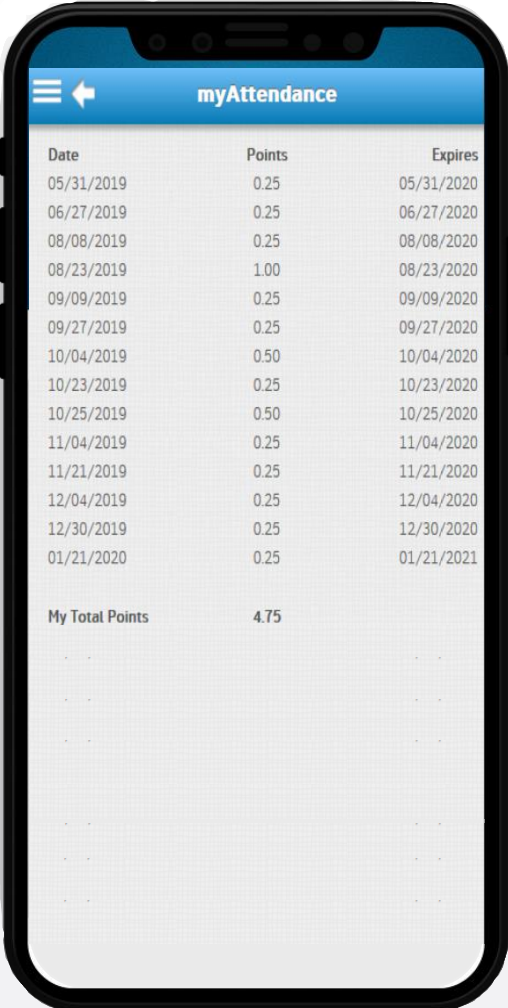 myAttendance
Date Points Expires
05/31/2019 0.25 05/31/2020
06/27/2019 0.25 06/27/2020
08/08/2019 0.25 08/08/2020
08/23/2019 1.00 08/23/2020
09/09/2019 0.25 09/09/2020
09/27/2019 0.25 09/27/2020
10/04/2019 0.50 10/04/2020
10/23/2019 0.25 10/23/2020
10/25/2019 0.50 10/25/2020
11/04/2019 0.25 11/04/2020
11/21/2019 0.25 11/21/2020
12/04/2019 0.25 12/04/2020
12/30/2019 0.25 12/30/2020
01/21/2020 0.25 01/21/2021
My Total Points 4.75